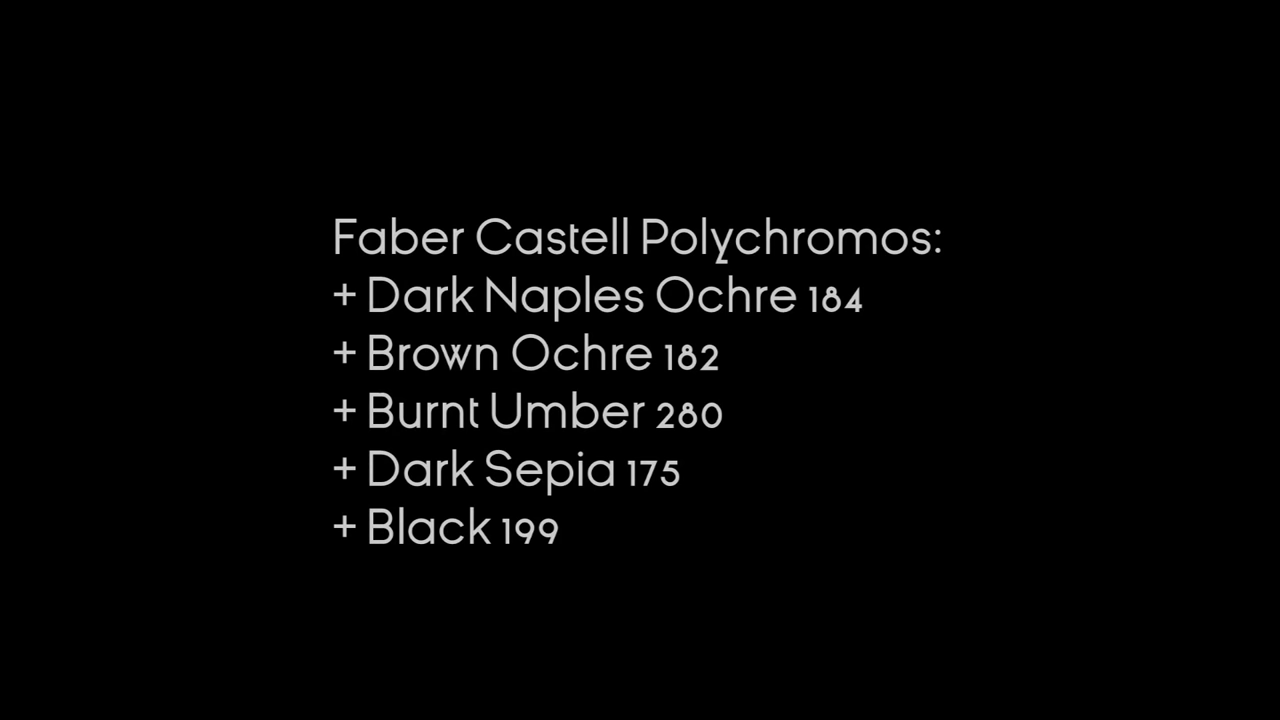 Faber Castell Polychromos:
+ Dark Naples Ochre 184
+ Brown Ochre 182
+ Burnt Umber 280
+ Dark Sepia 175
+ Black 199